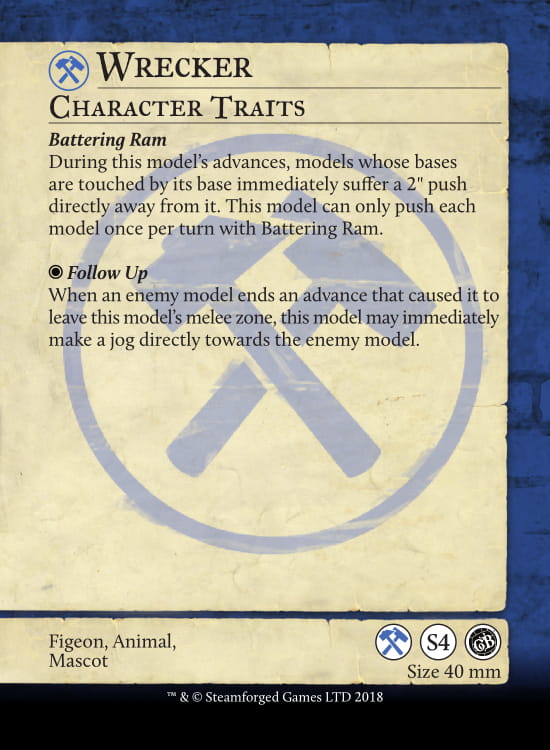 Wrecker
Character Traits
Battering Ram
During this model's advances, models whose bases
are touched by its base immediately suffer a 2" push
directly away from it. This model can only push each
model once per turn with Battering Ram.
Follow Up
When an enemy model ends an advance that caused it to
leave this model's melee zone, this model may immediately
make a jog directly towards the enemy model.
Figeon, Animal,
Mascot
S4
GB
Size 40 mm
™ & © Steamforged Games LTD 2018